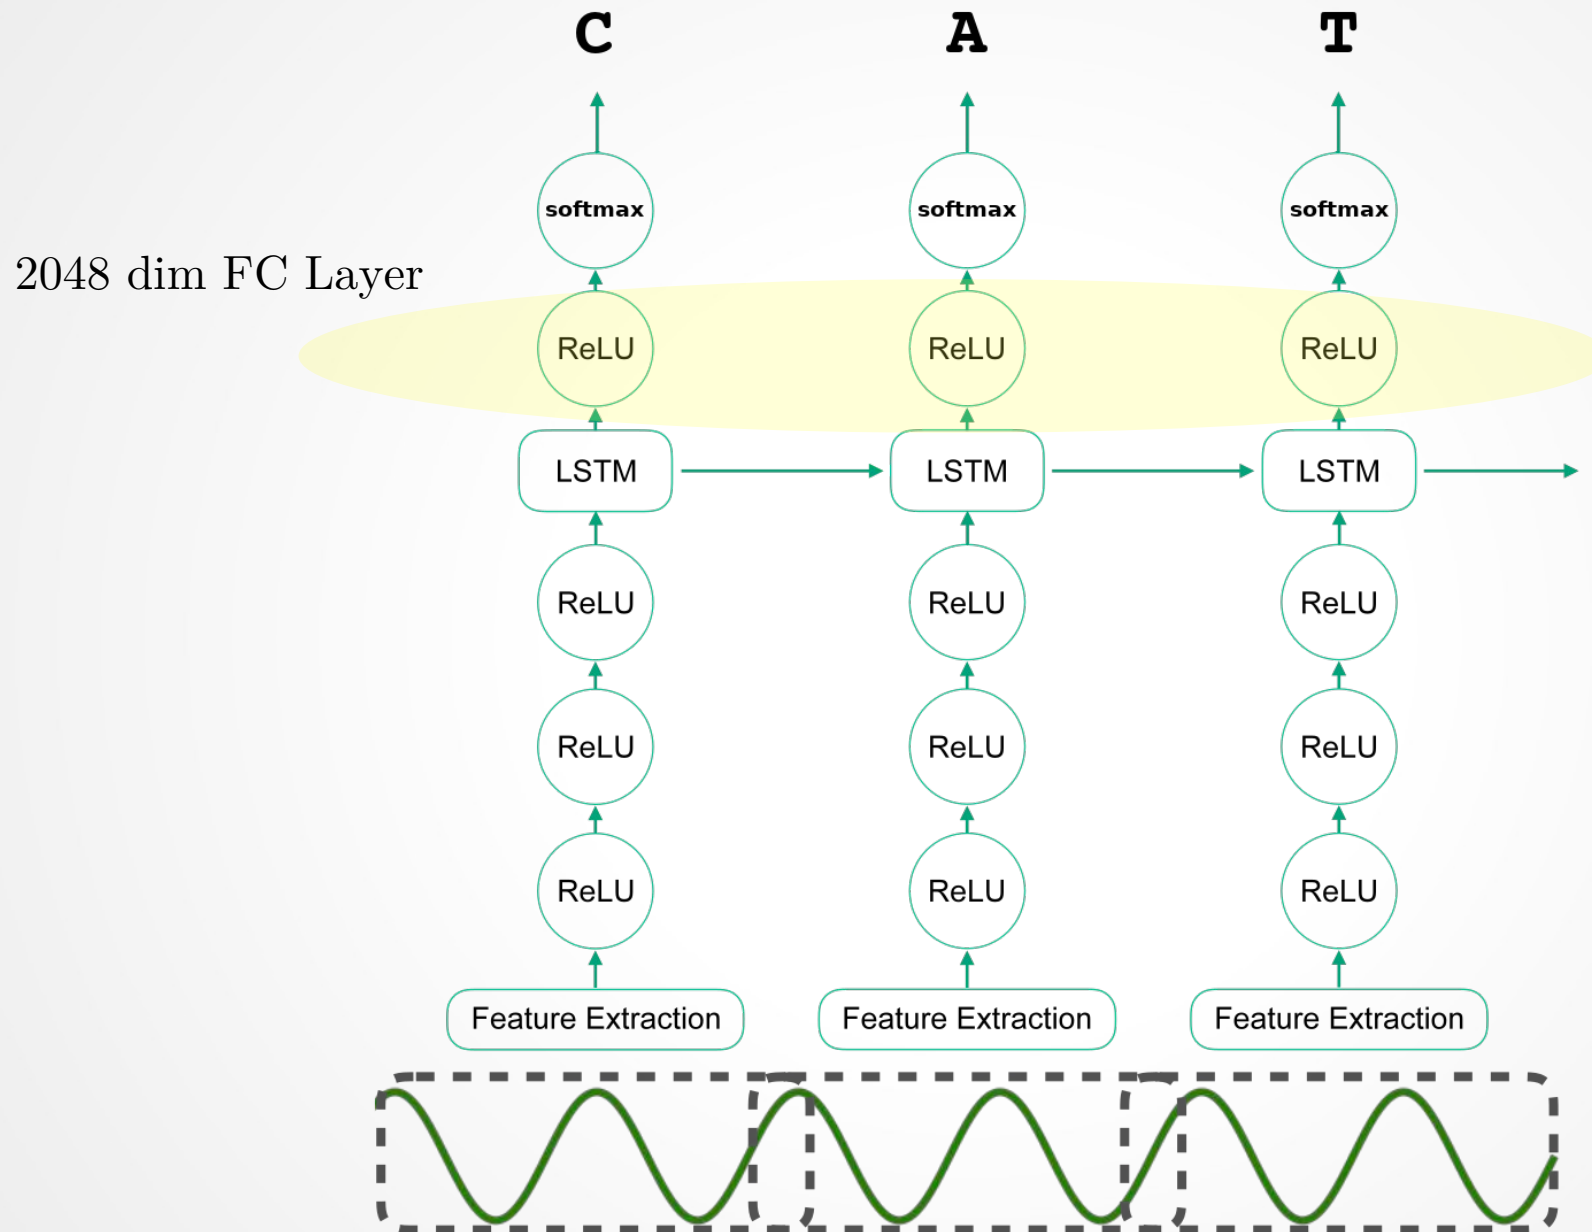 C A T
softmax softmax softmax
2048 dim FC Layer
ReLU ReLU ReLU
LSTM LSTM LSTM
ReLU ReLU ReLU
ReLU ReLU ReLU
ReLU ReLU ReLU
Feature Extraction Feature Extraction Feature Extraction